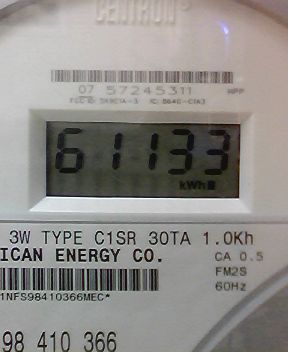 CENTRON®
07 57245311
61133
kWh
3W TYPE C1SR 30TA 1.0Kh
ICAN ENERGY CO.
CA 0.5
FM2S
60Hz
1NFS98410366MEC*
98 410 366